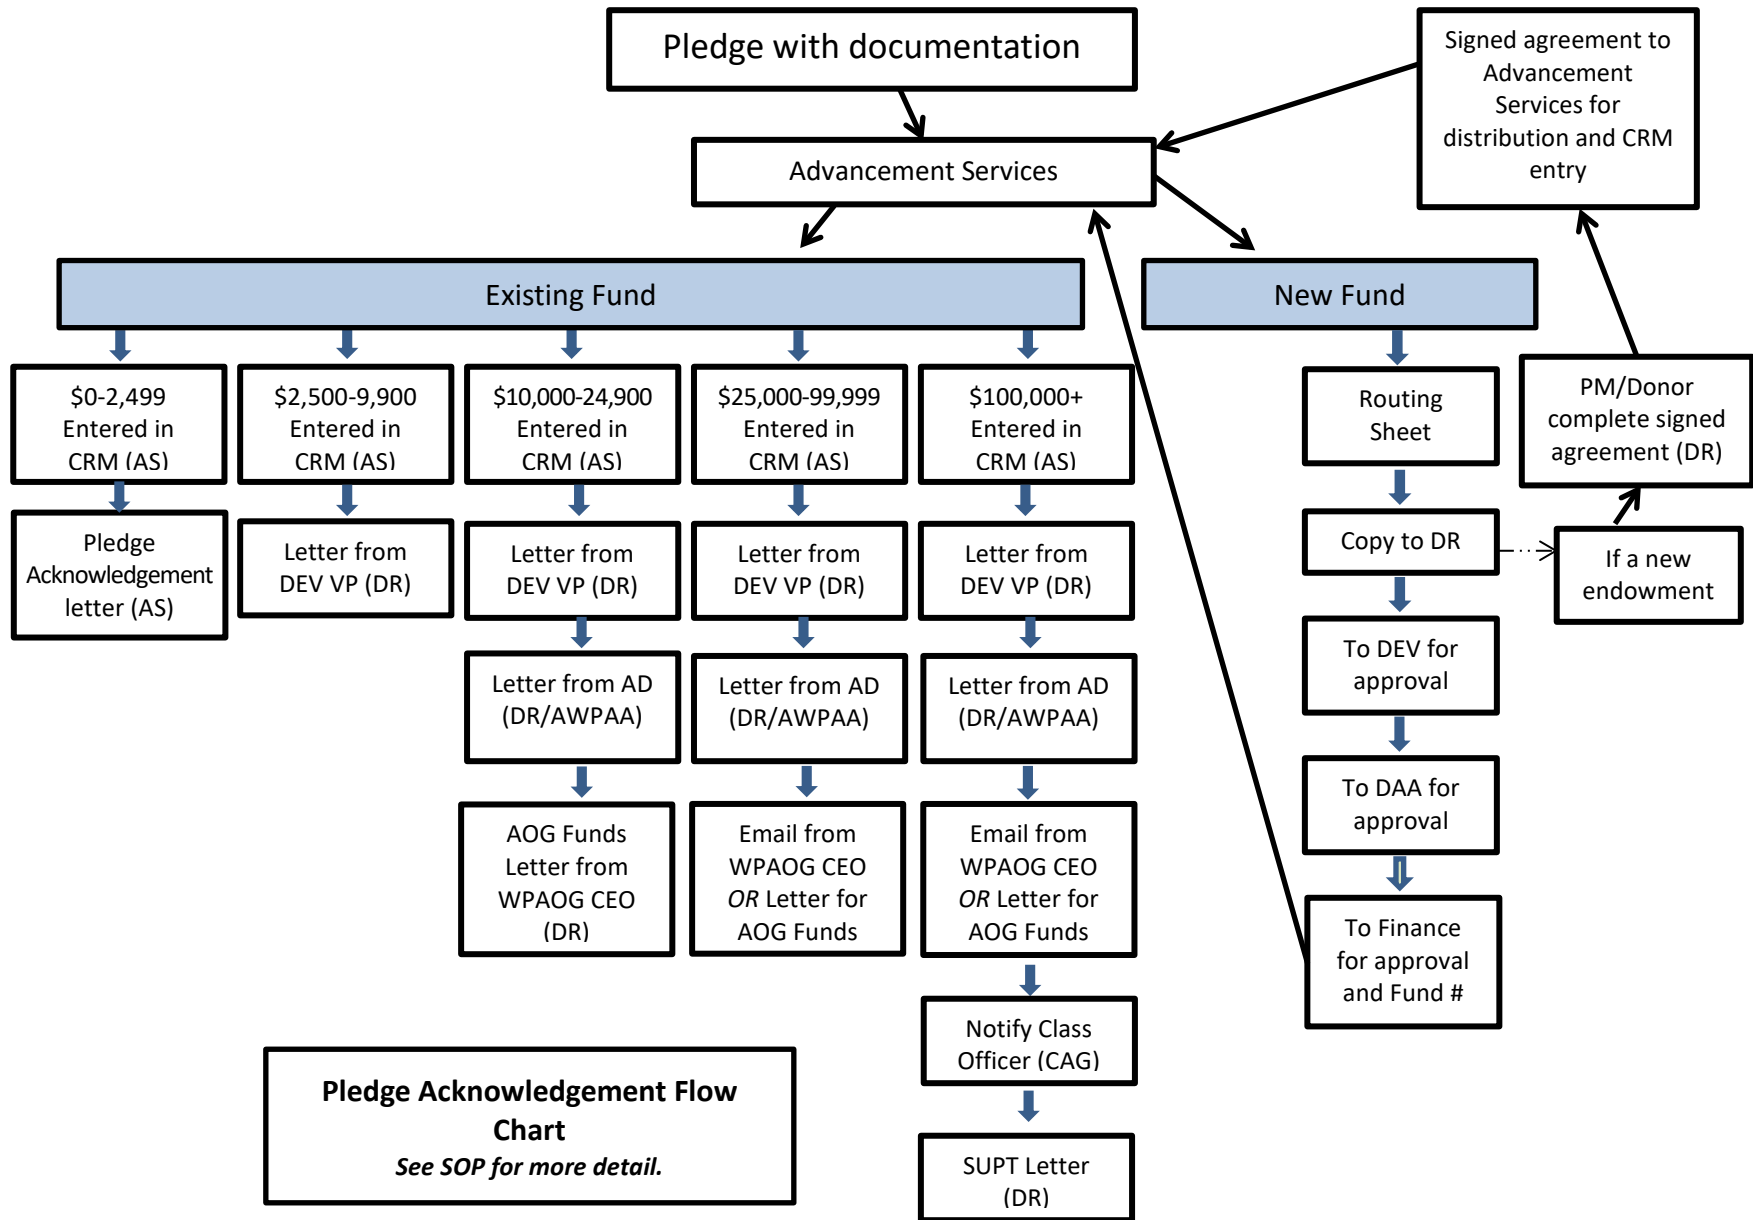 Pledge with documentation
Signed agreement to
Advancement
Services for
distribution and CRM
entry
Advancement Services
Existing Fund
New Fund
$0-2,499
Entered in
CRM (AS)
$2,500-9,900
Entered in
CRM (AS)
$10,000-24,900
Entered in
CRM (AS)
$25,000-99,999
Entered in
CRM (AS)
$100,000+
Entered in
CRM (AS)
Routing
Sheet
PM/Donor
complete signed
agreement (DR)
Pledge
Acknowledgement
letter (AS)
Letter from
DEV VP (DR)
Letter from
DEV VP (DR)
Letter from
DEV VP (DR)
Letter from
DEV VP (DR)
Copy to DR
If a new
endowment
Letter from AD
(DR/AWPAA)
Letter from AD
(DR/AWPAA)
Letter from AD
(DR/AWPAA)
To DEV for
approval
AOG Funds
Letter from
WPAOG CEO
(DR)
Email from
WPAOG CEO
OR Letter for
AOG Funds
Email from
WPAOG CEO
OR Letter for
AOG Funds
To DAA for
approval
To Finance
for approval
and Fund #
Notify Class
Officer (CAG)
SUPT Letter
(DR)
Pledge Acknowledgement Flow
Chart
See SOP for more detail.